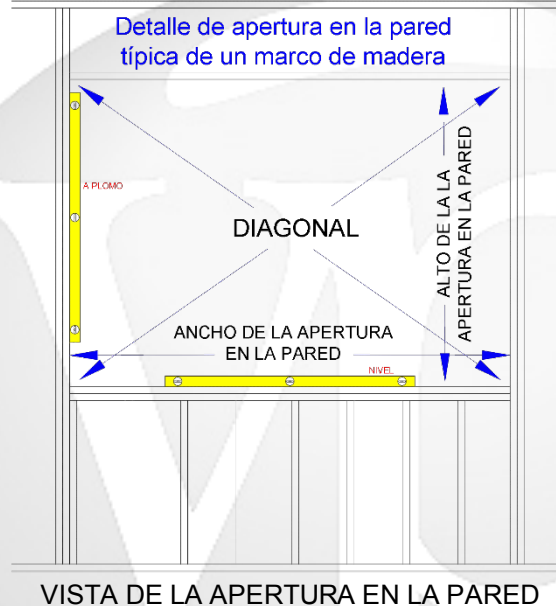 Detalle de apertura en la pared
típica de un marco de madera
A PLOMO
DIAGONAL
ALTO DE LA LA
APERTURA EN LA PARED
ANCHO DE LA APERTURA
EN LA PARED
NIVEL
VISTA DE LA APERTURA EN LA PARED